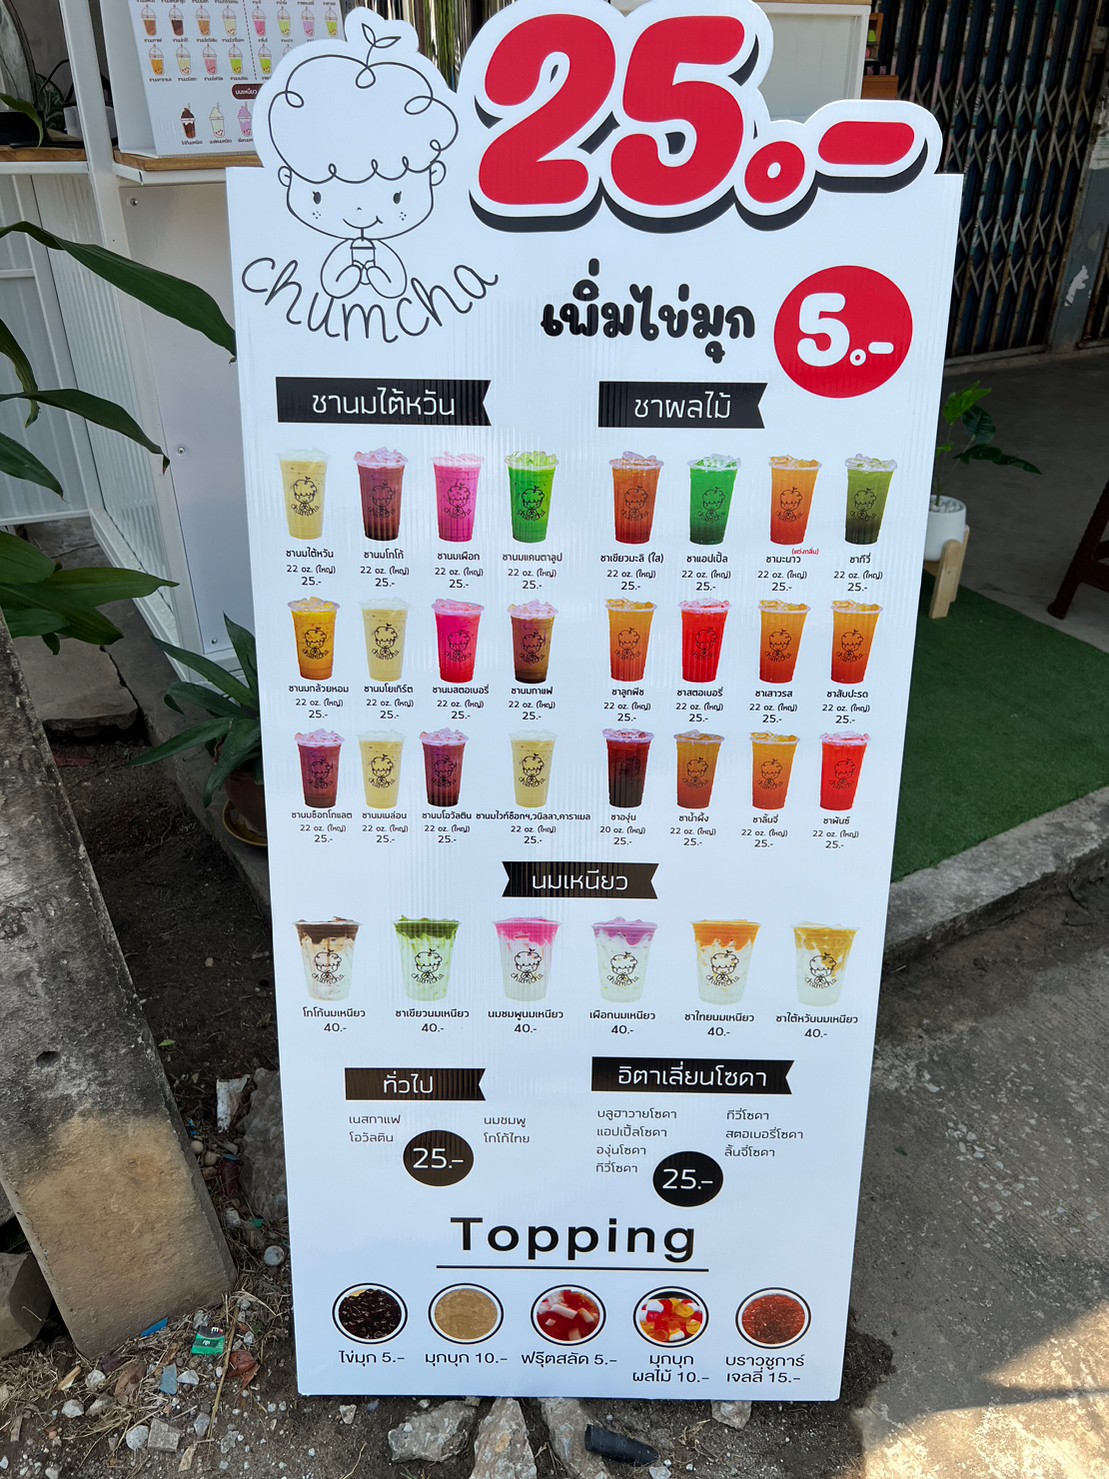 25.-
chumcha
เพิ่มไข่มุก 5.-
ชานมไต้หวัน
ชานมไต้หวัน ชานมโกโก้ ชานมเผือก ชานมแคนตาลูป
22 oz. (ใหญ่) 22 oz. (ใหญ่) 22 oz. (ใหญ่) 22 oz. (ใหญ่)
25.- 25.- 25.- 25.-
ชานมกล้วยหอม ชานมโยเกิร์ต ชานมสตอเบอรี่ ชานมกาแฟ
22 oz. (ใหญ่) 22 oz. (ใหญ่) 22 oz. (ใหญ่) 22 oz. (ใหญ่)
25.- 25.- 25.- 25.-
ชานมช็อกโกแลต ชานมเมล่อน ชานมโอวัลติน ชานมไวท์ช็อกฯ,วนิลลา,คาราเมล
22 oz. (ใหญ่) 22 oz. (ใหญ่) 22 oz. (ใหญ่) 22 oz. (ใหญ่)
25.- 25.- 25.- 25.-
ชาผลไม้
ชาเขียวมะลิ (ใส) ชาแอปเปิ้ล ชามะนาว (แต่งกลิ่น) ชากีวี่
22 oz. (ใหญ่) 22 oz. (ใหญ่) 22 oz. (ใหญ่) 22 oz. (ใหญ่)
25.- 25.- 25.- 25.-
ชาลูกพีช ชาสตอเบอรี่ ชาเสาวรส ชาสับปะรด
22 oz. (ใหญ่) 22 oz. (ใหญ่) 22 oz. (ใหญ่) 22 oz. (ใหญ่)
25.- 25.- 25.- 25.-
ชาองุ่น ชาน้ำผึ้ง ชาลิ้นจี่ ชาพันช์
20 oz. (ใหญ่) 22 oz. (ใหญ่) 22 oz. (ใหญ่) 22 oz. (ใหญ่)
25.- 25.- 25.- 25.-
นมเหนียว
โกโก้นมเหนียว ชาเขียวนมเหนียว นมชมพูนมเหนียว เผือกนมเหนียว ชาไทยนมเหนียว ชาไต้หวันนมเหนียว
40.- 40.- 40.- 40.- 40.- 40.-
ทั่วไป
เนสกาแฟ นมชมพู
โอวัลติน โกโก้ไทย
25.-
อิตาเลี่ยนโซดา
บลูฮาวายโซดา กีวี่โซดา
แอปเปิ้ลโซดา สตอเบอรี่โซดา
องุ่นโซดา ลิ้นจี่โซดา
กีวี่โซดา
25.-
Topping
ไข่มุก 5.- มุกบุก 10.- ฟรุ๊ตสลัด 5.- มุกบุก บราวชูการ์
ผลไม้ 10.- เจลลี่ 15.-